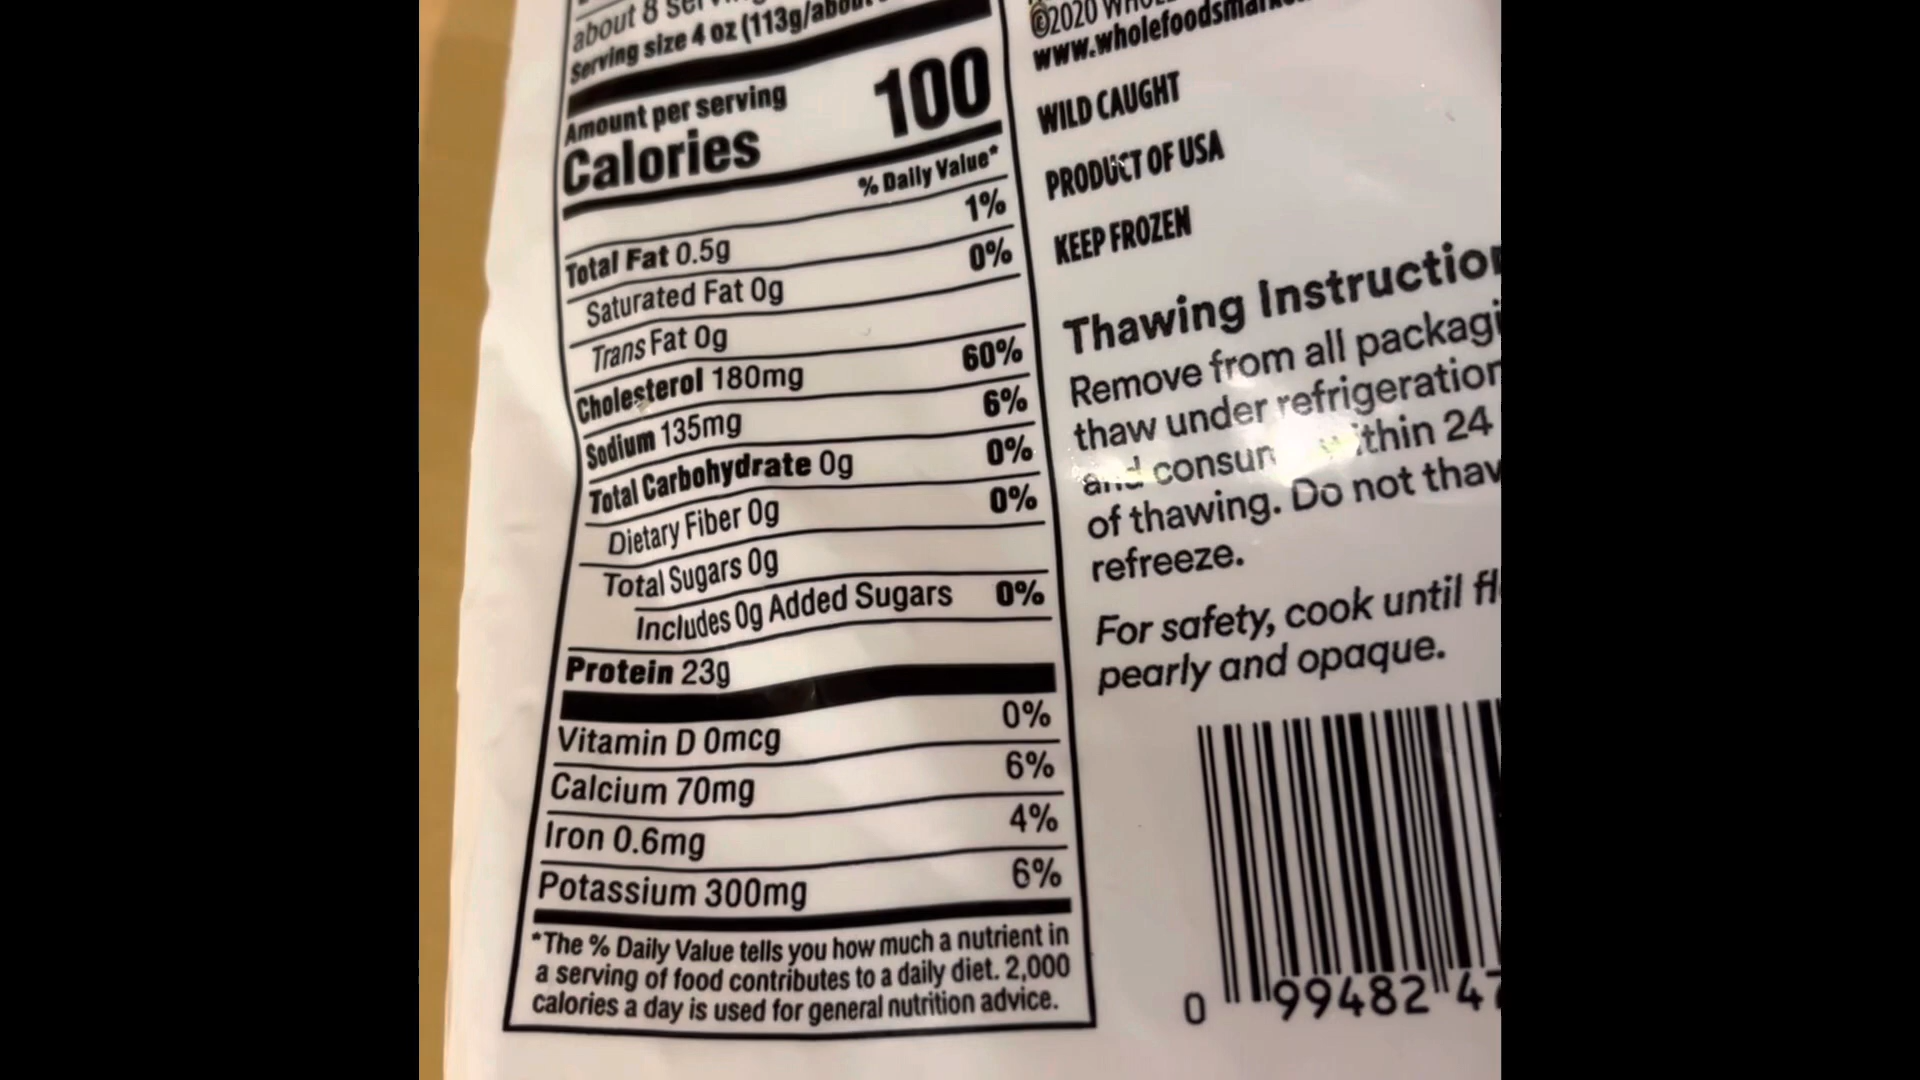 about 8
Serving size 4 oz (113g/about
Amount per serving
Calories 100
% Daily Value*
Total Fat 0.5g 1%
Saturated Fat 0g 0%
Trans Fat 0g
Cholesterol 180mg 60%
Sodium 135mg 6%
Total Carbohydrate 0g 0%
Dietary Fiber 0g 0%
Total Sugars 0g
Includes 0g Added Sugars 0%
Protein 23g
Vitamin D 0mcg 0%
Calcium 70mg 6%
Iron 0.6mg 4%
Potassium 300mg 6%
*The % Daily Value tells you how much a nutrient in
a serving of food contributes to a daily diet. 2,000
calories a day is used for general nutrition advice.
©2020
www.wholefoodsmar
WILD CAUGHT
PRODUCT OF USA
KEEP FROZEN
Thawing Instruction
Remove from all packagi
thaw under refrigeration
and consum within 24
of thawing. Do not thaw
refreeze.
For safety, cook until fl
pearly and opaque.
0 99482 47